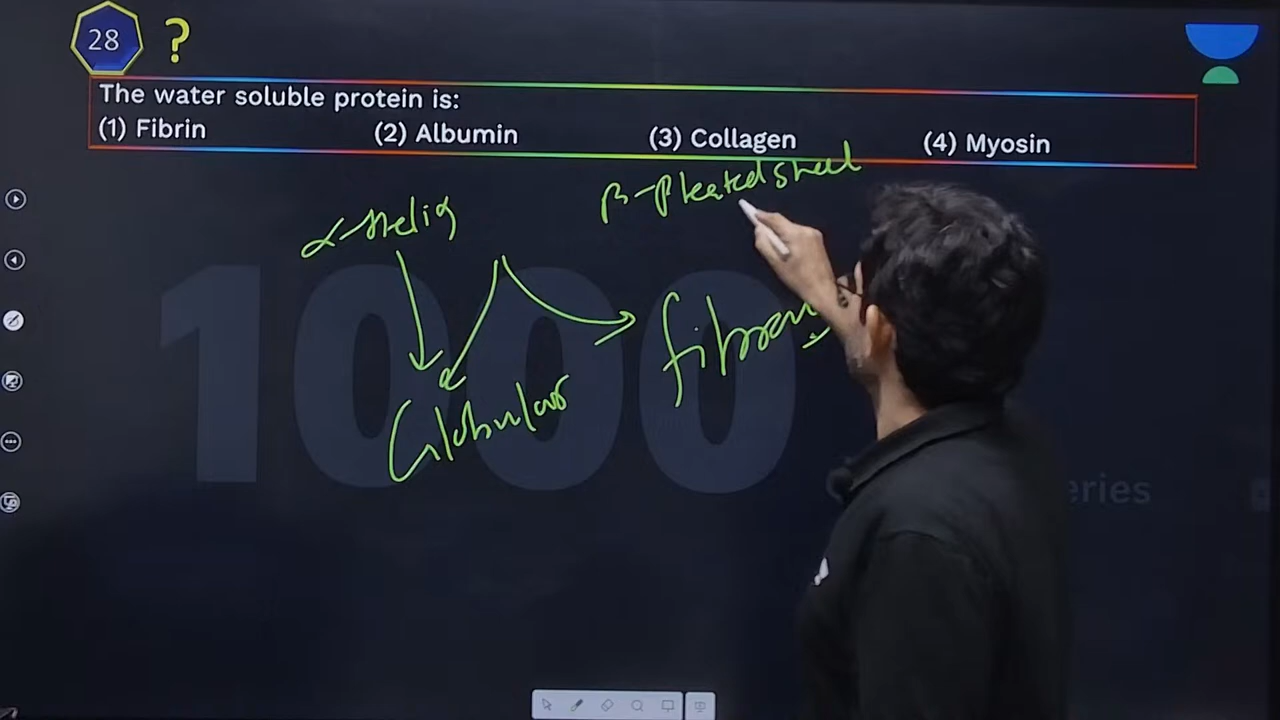 28 ?
The water soluble protein is:
(1) Fibrin (2) Albumin (3) Collagen (4) Myosin
β-Pleated sheet
α-Helix
1000
fibrous
Globular
eries